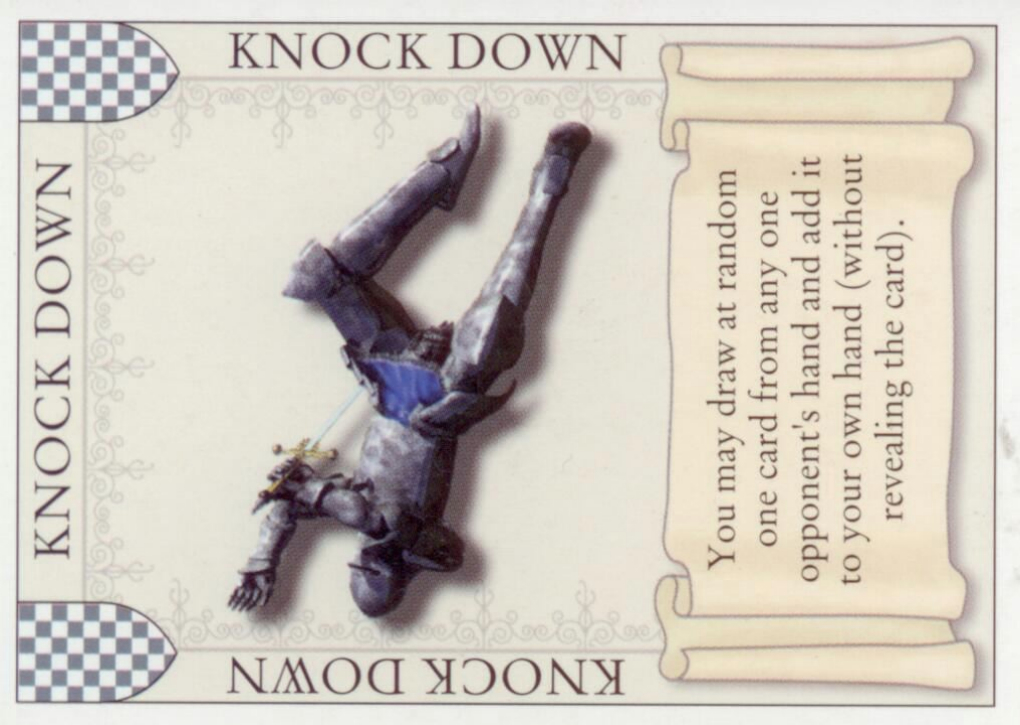 KNOCK DOWN
KNOCK DOWN
KNOCK DOWN
You may draw at random
one card from any one
opponent's hand and add it
to your own hand (without
revealing the card).